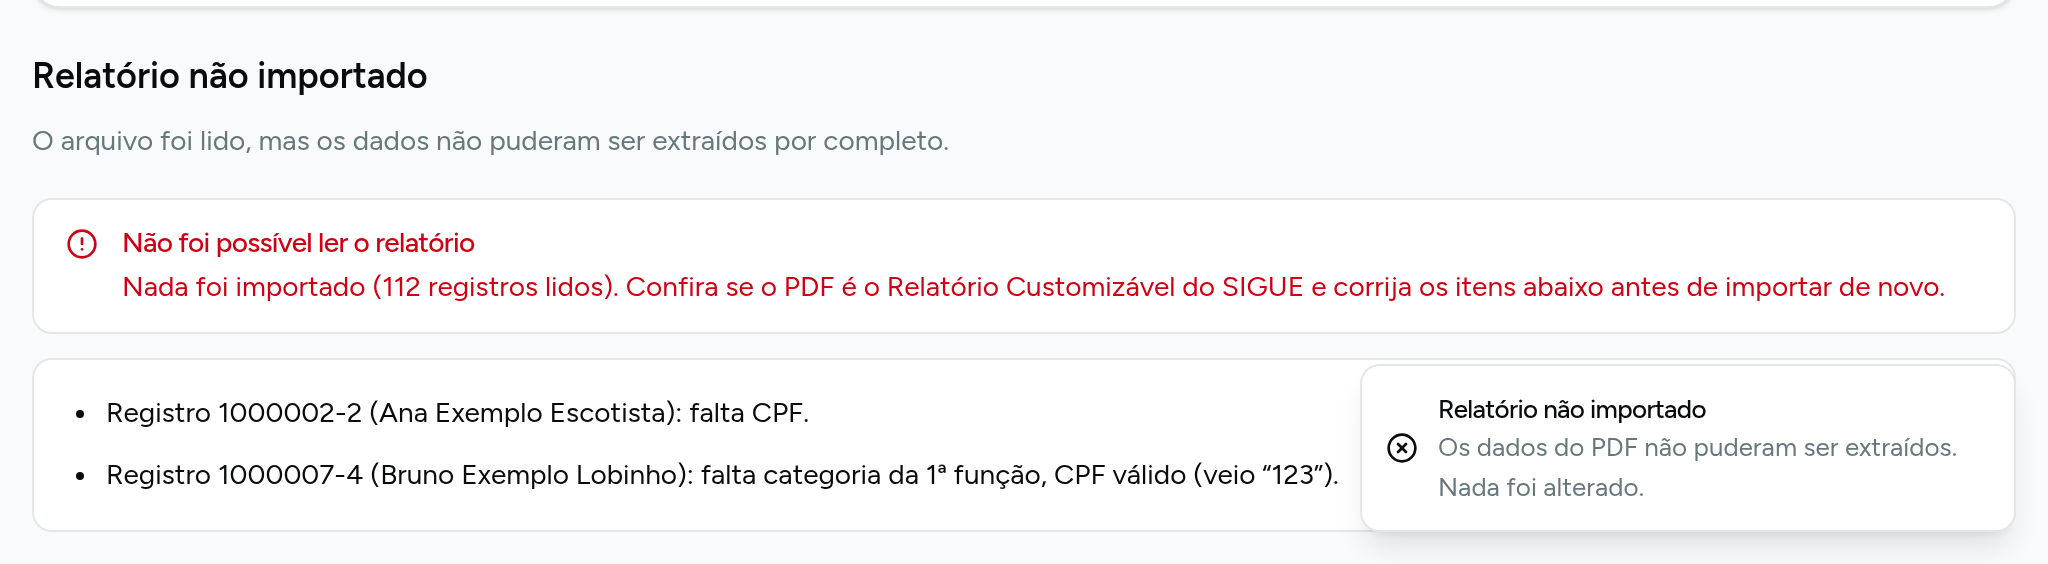 Relatório não importado
O arquivo foi lido, mas os dados não puderam ser extraídos por completo.
Não foi possível ler o relatório
Nada foi importado (112 registros lidos). Confira se o PDF é o Relatório Customizável do SIGUE e corrija os itens abaixo antes de importar de novo.
• Registro 1000002-2 (Ana Exemplo Escotista): falta CPF.
• Registro 1000007-4 (Bruno Exemplo Lobinho): falta categoria da 1ª função, CPF válido (veio “123”).
Relatório não importado
Os dados do PDF não puderam ser extraídos.
Nada foi alterado.